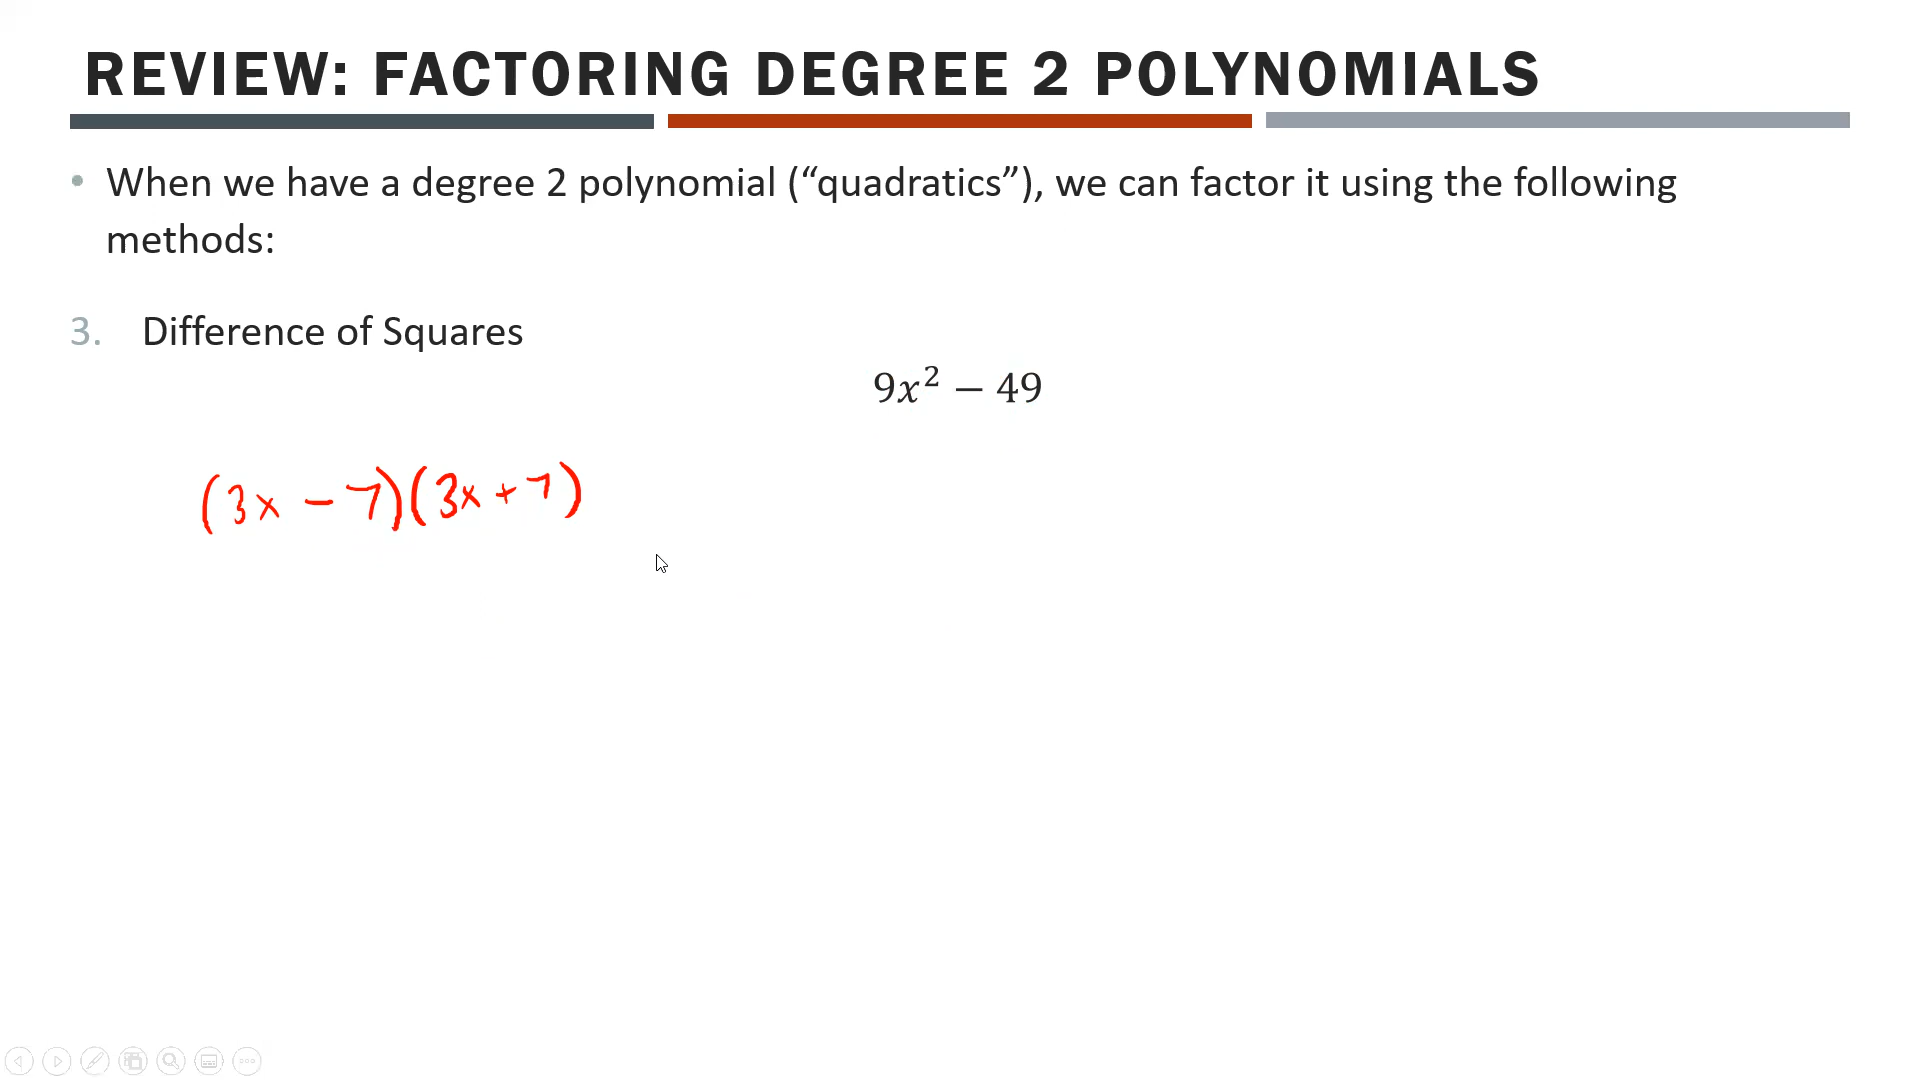 REVIEW: FACTORING DEGREE 2 POLYNOMIALS
• When we have a degree 2 polynomial (“quadratics”), we can factor it using the following
methods:
3. Difference of Squares
9x² − 49
(3x − 7)(3x + 7)